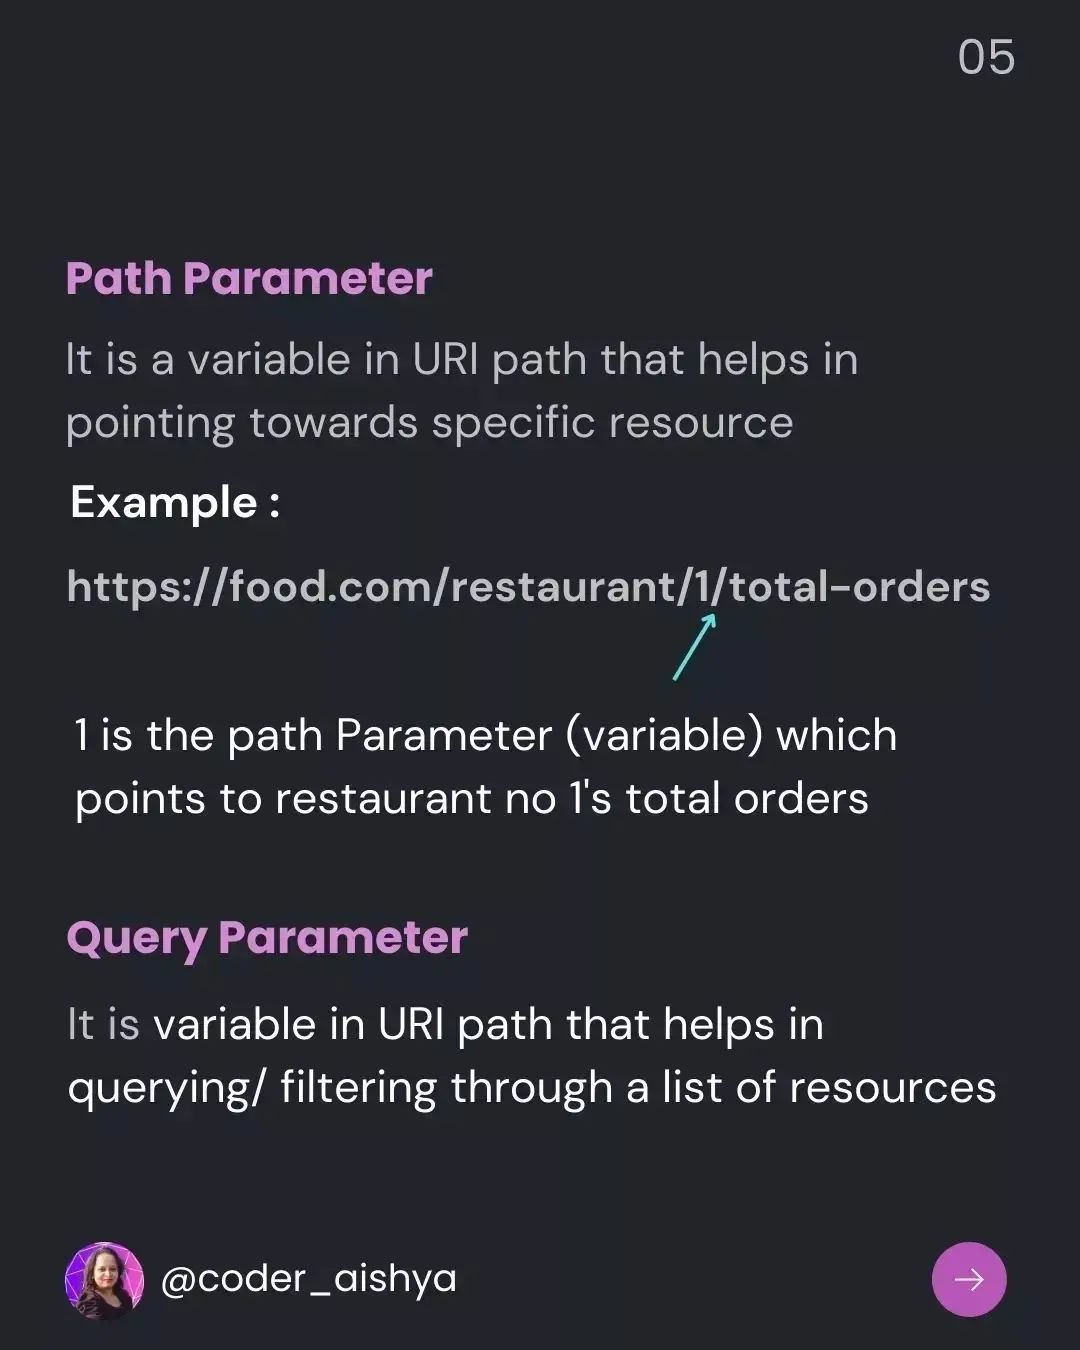 05
Path Parameter
It is a variable in URI path that helps in
pointing towards specific resource
Example :
https://food.com/restaurant/1/total-orders
1 is the path Parameter (variable) which
points to restaurant no 1's total orders
Query Parameter
It is variable in URI path that helps in
querying/ filtering through a list of resources
@coder_aishya